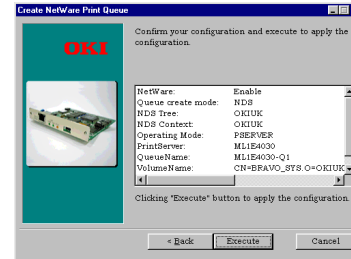 Create NetWare Print Queue
OKI
Confirm your configuration and execute to apply the
configuration.
NetWare: Enable
Queue create mode: NDS
NDS Tree: OKIUK
NDS Context: OKIUK
Operating Mode: PSERVER
PrintServer: ML1E4030
QueueName: ML1E4030-Q1
VolumeName: CN=BRAVO_SYS.O=OKIUK
Clicking "Execute" button to apply the configuration.
< Back
Execute
Cancel